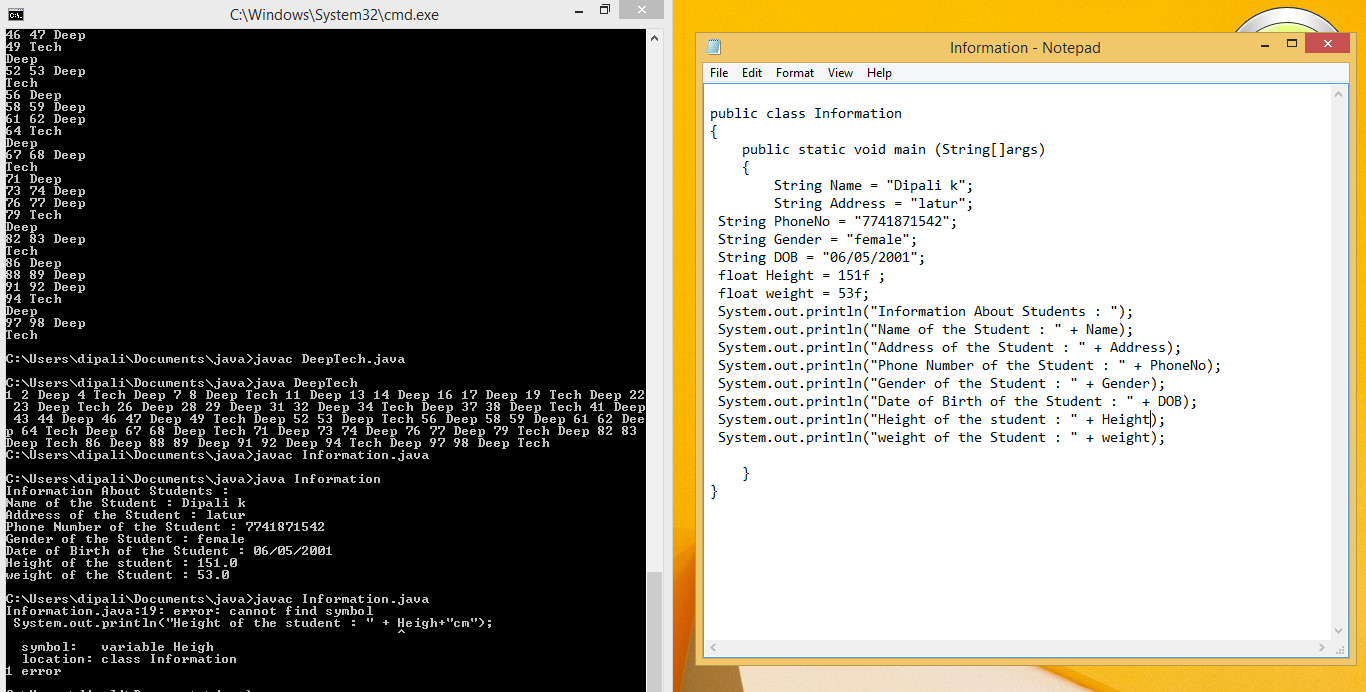 C:\Windows\System32\cmd.exe
46 47 Deep
49 Tech
Deep
52 53 Deep
Tech
56 Deep
58 59 Deep
61 62 Deep
64 Tech
Deep
67 68 Deep
Tech
71 Deep
73 74 Deep
76 77 Deep
79 Tech
Deep
82 83 Deep
Tech
86 Deep
88 89 Deep
91 92 Deep
94 Tech
Deep
97 98 Deep
Tech
C:\Users\dipali\Documents\java>javac DeepTech.java
C:\Users\dipali\Documents\java>java DeepTech
1 2 Deep 4 Tech Deep 7 8 Deep Tech 11 Deep 13 14 Deep 16 17 Deep 19 Tech Deep 22
23 Deep Tech 26 Deep 28 29 Deep 31 32 Deep 34 Tech Deep 37 38 Deep Tech 41 Deep
43 44 Deep 46 47 Deep 49 Tech Deep 52 53 Deep Tech 56 Deep 58 59 Deep 61 62 Dee
p 64 Tech Deep 67 68 Deep Tech 71 Deep 73 74 Deep 76 77 Deep 79 Tech Deep 82 83
Deep Tech 86 Deep 88 89 Deep 91 92 Deep 94 Tech Deep 97 98 Deep Tech
C:\Users\dipali\Documents\java>javac Information.java
C:\Users\dipali\Documents\java>java Information
Information About Students :
Name of the Student : Dipali k
Address of the Student : latur
Phone Number of the Student : 7741871542
Gender of the Student : female
Date of Birth of the Student : 06/05/2001
Height of the student : 151.0
weight of the Student : 53.0
C:\Users\dipali\Documents\java>javac Information.java
Information.java:19: error: cannot find symbol
System.out.println("Height of the student : " + Heigh+"cm");
^
symbol:   variable Heigh
location: class Information
1 error
Information - Notepad
File Edit Format View Help
public class Information
{
public static void main (String[]args)
{
String Name = "Dipali k";
String Address = "latur";
String PhoneNo = "7741871542";
String Gender = "female";
String DOB = "06/05/2001";
float Height = 151f ;
float weight = 53f;
System.out.println("Information About Students : ");
System.out.println("Name of the Student : " + Name);
System.out.println("Address of the Student : " + Address);
System.out.println("Phone Number of the Student : " + PhoneNo);
System.out.println("Gender of the Student : " + Gender);
System.out.println("Date of Birth of the Student : " + DOB);
System.out.println("Height of the student : " + Height);
System.out.println("weight of the Student : " + weight);
}
}